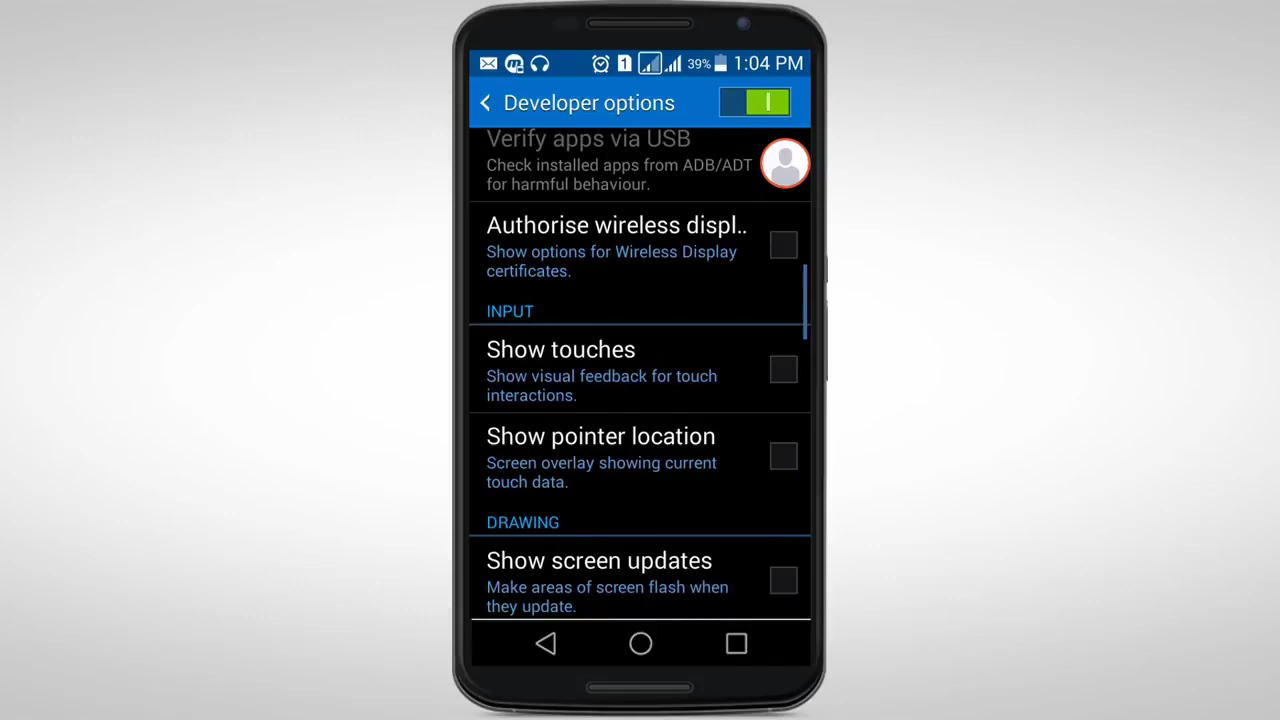 1 39% 1:04 PM
Developer options
Verify apps via USB
Check installed apps from ADB/ADT
for harmful behaviour.
Authorise wireless displ..
Show options for Wireless Display
certificates.
INPUT
Show touches
Show visual feedback for touch
interactions.
Show pointer location
Screen overlay showing current
touch data.
DRAWING
Show screen updates
Make areas of screen flash when
they update.